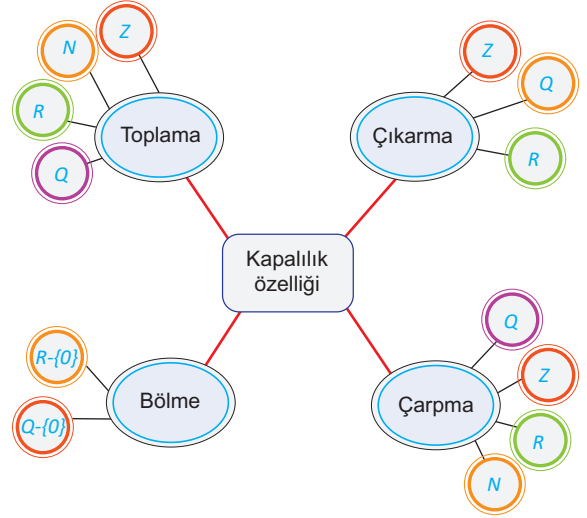 Z
N
R
Q
Toplama
Z
Q
R
Çıkarma
Kapalılık
özelliği
R-{0}
Q-{0}
Bölme
Q
Z
R
N
Çarpma